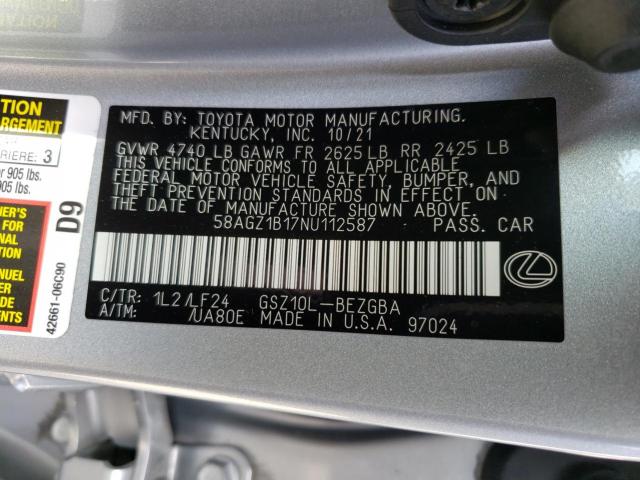 MFD. BY: TOYOTA MOTOR MANUFACTURING.
KENTUCKY, INC. 10/21
GVWR 4740 LB GAWR FR 2625 LB RR 2425 LB
THIS VEHICLE CONFORMS TO ALL APPLICABLE
FEDERAL MOTOR VEHICLE SAFETY, BUMPER, AND
THEFT PREVENTION STANDARDS IN EFFECT ON THE
DATE OF MANUFACTURE SHOWN ABOVE.
58AGZ1B17NU112587 PASS. CAR
C/TR: 1L2/LF24 GSZ10L-BEZGBA
A/TM: /UA80E MADE IN U.S.A. 97024
TION
ARGEMENT
RIERE: 3
r 905 lbs.
905 lbs.
D9
42661-06C90